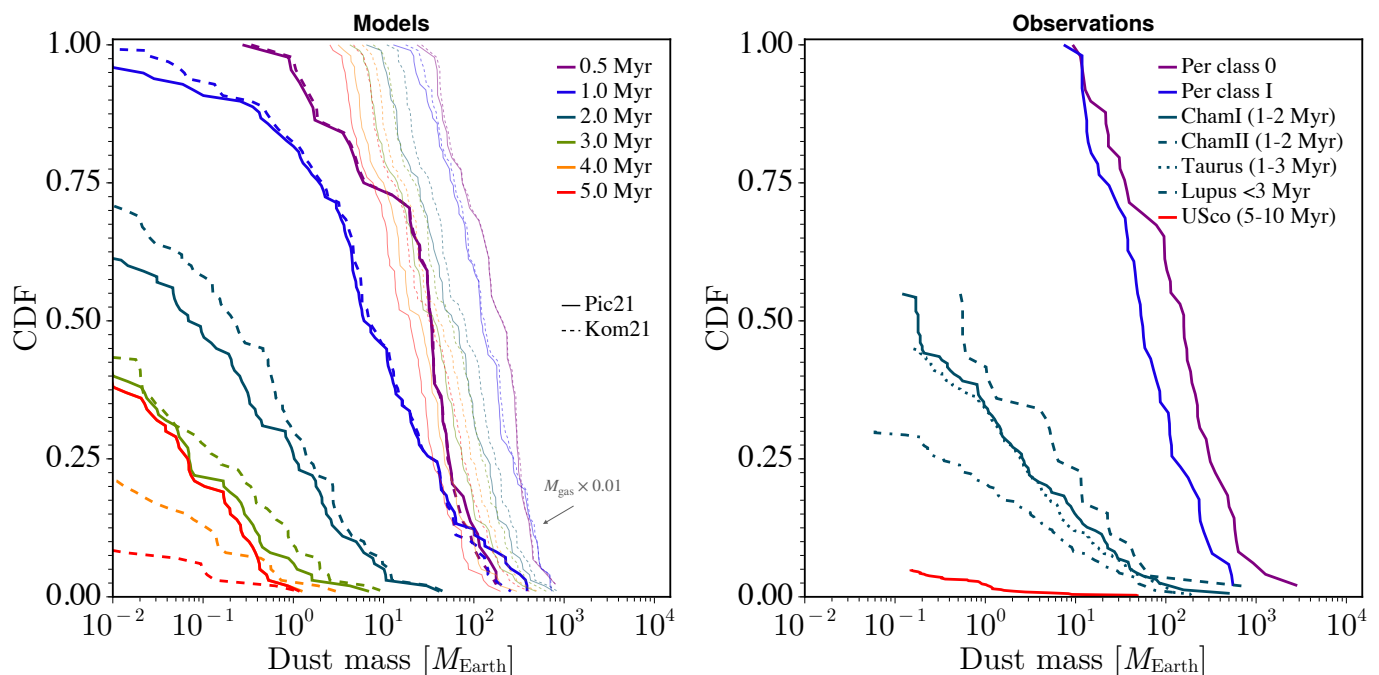 Models
CDF
1.00
0.75
0.50
0.25
0.00
0.5 Myr
1.0 Myr
2.0 Myr
3.0 Myr
4.0 Myr
5.0 Myr
Pic21
Kom21
M_gas × 0.01
10^−2 10^−1 10^0 10^1 10^2 10^3 10^4
Dust mass [M_Earth]
Observations
CDF
1.00
0.75
0.50
0.25
0.00
Per class 0
Per class I
ChamI (1-2 Myr)
ChamII (1-2 Myr)
Taurus (1-3 Myr)
Lupus <3 Myr
USco (5-10 Myr)
10^−2 10^−1 10^0 10^1 10^2 10^3 10^4
Dust mass [M_Earth]